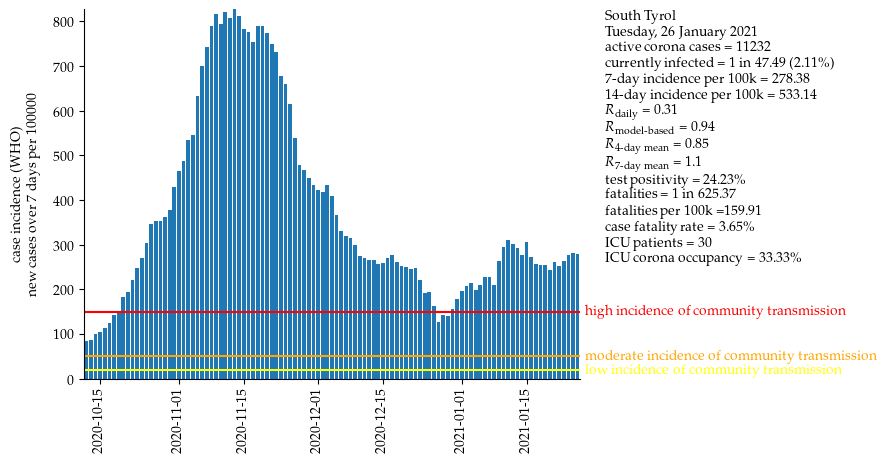 South Tyrol
Tuesday, 26 January 2021
active corona cases = 11232
currently infected = 1 in 47.49 (2.11%)
7-day incidence per 100k = 278.38
14-day incidence per 100k = 533.14
R_daily = 0.31
R_model-based = 0.94
R_4-day mean = 0.85
R_7-day mean = 1.1
test positivity = 24.23%
fatalities = 1 in 625.37
fatalities per 100k =159.91
case fatality rate = 3.65%
ICU patients = 30
ICU corona occupancy = 33.33%
high incidence of community transmission
moderate incidence of community transmission
low incidence of community transmission
case incidence (WHO)
new cases over 7 days per 100000
800
700
600
500
400
300
200
100
0
2020-10-15
2020-11-01
2020-11-15
2020-12-01
2020-12-15
2021-01-01
2021-01-15